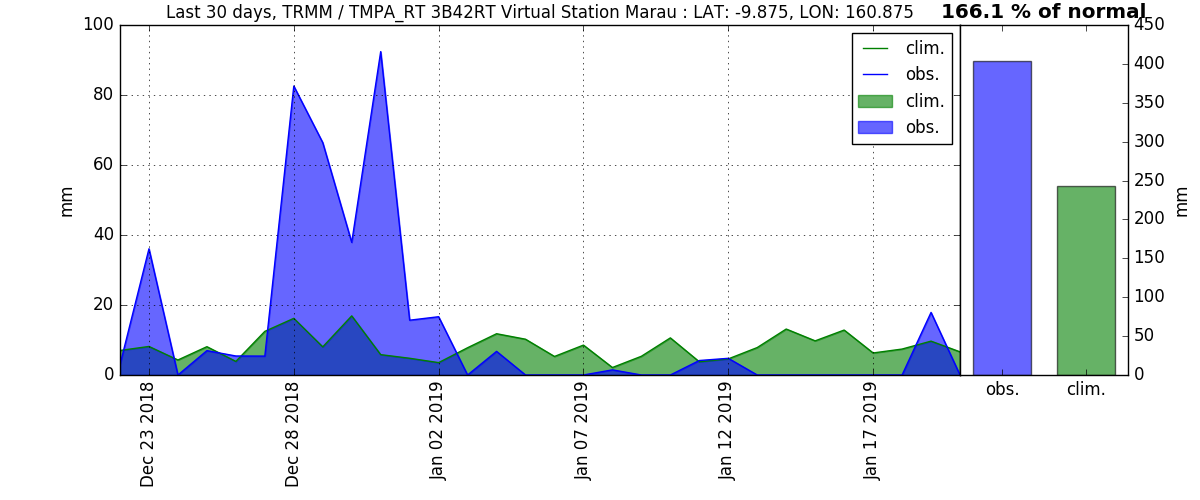 Last 30 days, TRMM / TMPA_RT 3B42RT Virtual Station Marau : LAT: -9.875, LON: 160.875
166.1 % of normal
100
80
60
40
20
0
mm
clim.
obs.
clim.
obs.
Dec 23 2018
Dec 28 2018
Jan 02 2019
Jan 07 2019
Jan 12 2019
Jan 17 2019
450
400
350
300
250
200
150
100
50
0
mm
obs.
clim.